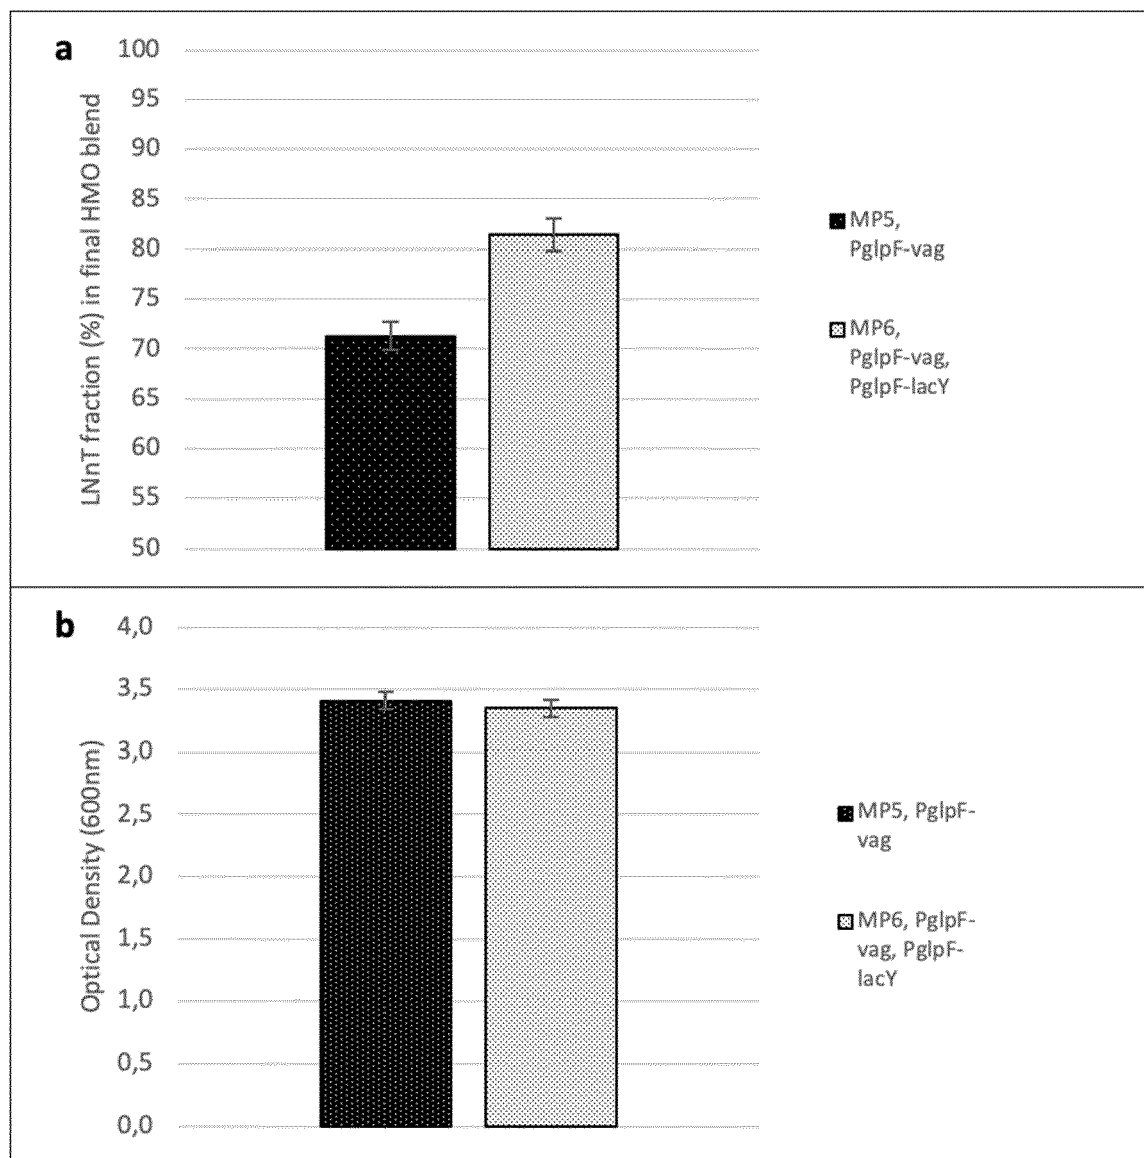 a
LNnT fraction (%) in final HMO blend
100
95
90
85
80
75
70
65
60
55
50
MP5,
PglpF-vag
MP6,
PglpF-vag,
PglpF-lacY
b
Optical Density (600nm)
4,0
3,5
3,0
2,5
2,0
1,5
1,0
0,5
0,0
MP5, PglpF-
vag
MP6, PglpF-
vag, PglpF-
lacY